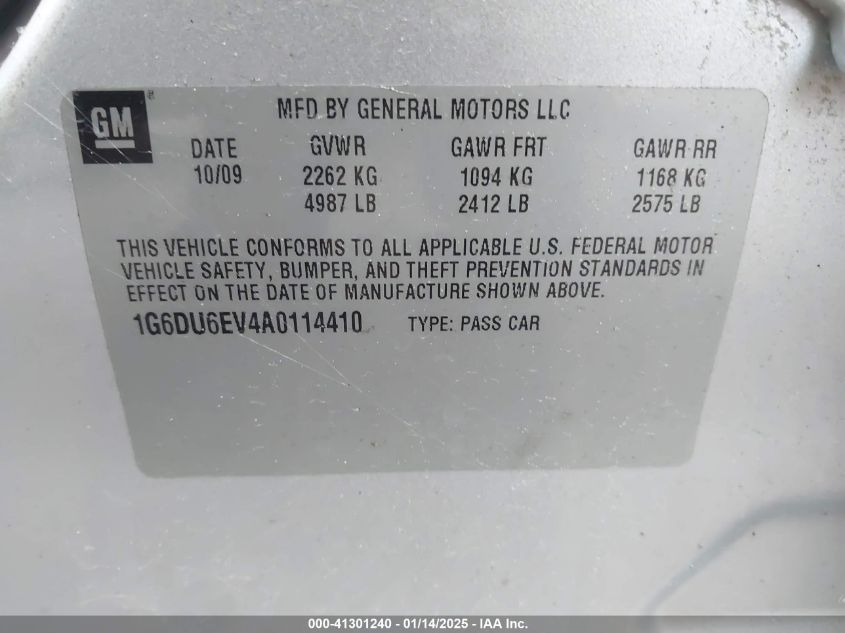 GM
MFD BY GENERAL MOTORS LLC
DATE GVWR GAWR FRT GAWR RR
10/09 2262 KG 1094 KG 1168 KG
4987 LB 2412 LB 2575 LB
THIS VEHICLE CONFORMS TO ALL APPLICABLE U.S. FEDERAL MOTOR
VEHICLE SAFETY, BUMPER, AND THEFT PREVENTION STANDARDS IN
EFFECT ON THE DATE OF MANUFACTURE SHOWN ABOVE.
1G6DU6EV4A0114410 TYPE: PASS CAR
000-41301240 - 01/14/2025 - IAA Inc.